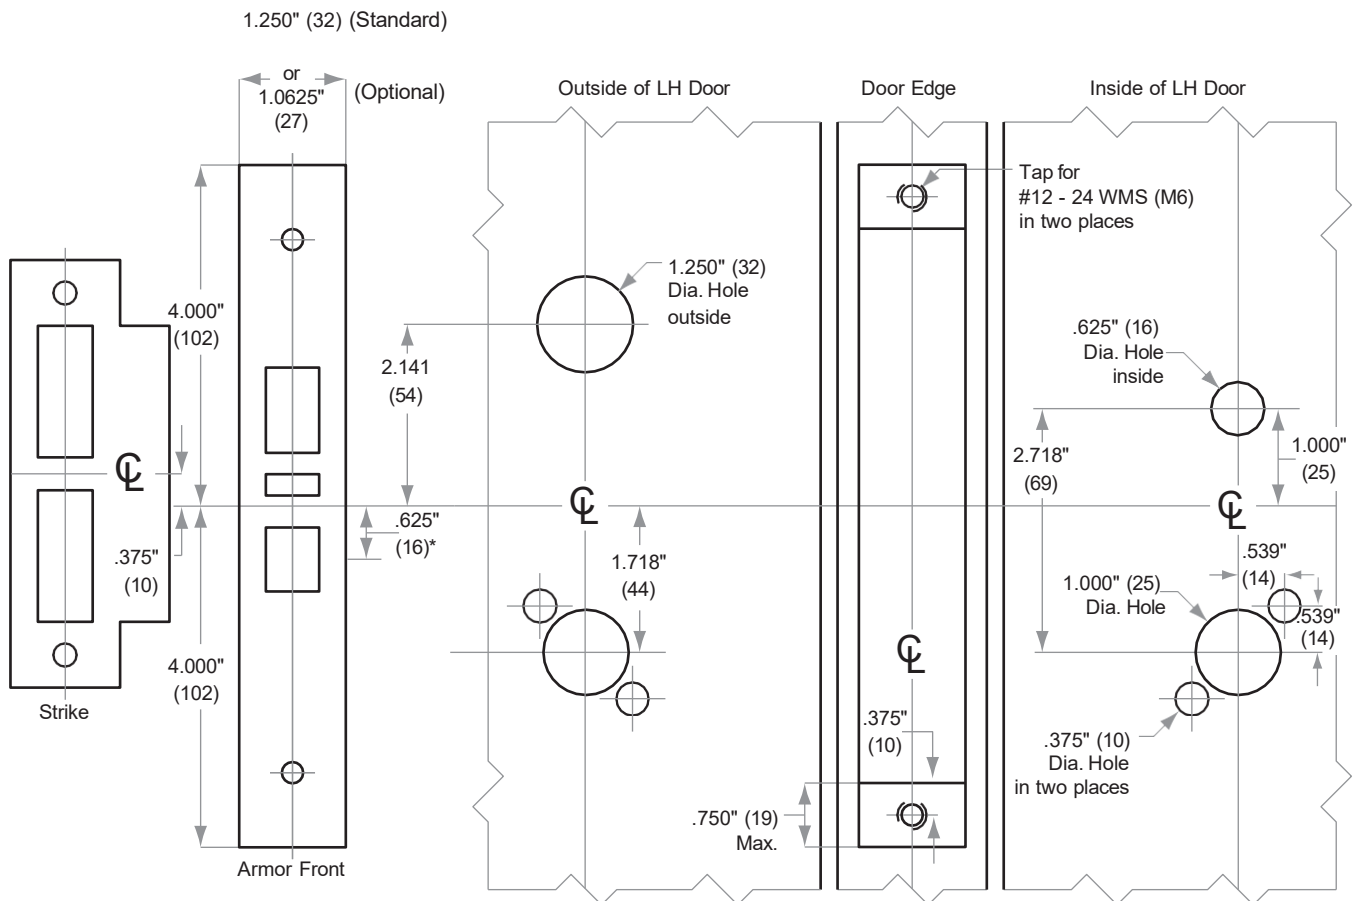 1.250" (32) (Standard)
or
1.0625"
(27)
(Optional)
Outside of LH Door
Door Edge
Inside of LH Door
Tap for
#12 - 24 WMS (M6)
in two places
1.250" (32)
Dia. Hole
outside
4.000"
(102)
2.141
(54)
.625" (16)
Dia. Hole
inside
2.718"
(69)
1.000"
(25)
℄
℄
℄
.625"
(16)*
.375"
(10)
1.718"
(44)
.539"
(14)
1.000" (25)
Dia. Hole
.539"
(14)
℄
4.000"
(102)
Strike
.375"
(10)
.375" (10)
Dia. Hole
in two places
.750" (19)
Max.
Armor Front